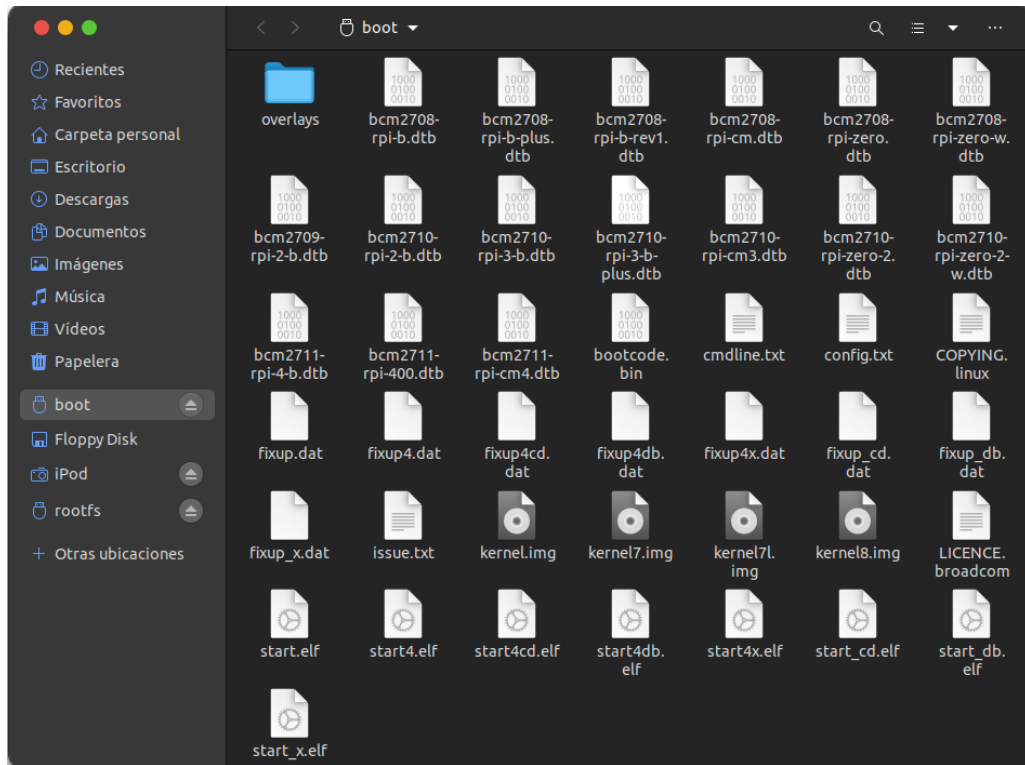 boot
Recientes
Favoritos
Carpeta personal
Escritorio
Descargas
Documentos
Imágenes
Música
Vídeos
Papelera
boot
Floppy Disk
iPod
rootfs
+ Otras ubicaciones
overlays
bcm2708-
rpi-b.dtb
bcm2708-
rpi-b-plus.
dtb
bcm2708-
rpi-b-rev1.
dtb
bcm2708-
rpi-cm.dtb
bcm2708-
rpi-zero.
dtb
bcm2708-
rpi-zero-w.
dtb
bcm2709-
rpi-2-b.dtb
bcm2710-
rpi-2-b.dtb
bcm2710-
rpi-3-b.dtb
bcm2710-
rpi-3-b-
plus.dtb
bcm2710-
rpi-cm3.dtb
bcm2710-
rpi-zero-2.
dtb
bcm2710-
rpi-zero-2-
w.dtb
bcm2711-
rpi-4-b.dtb
bcm2711-
rpi-400.dtb
bcm2711-
rpi-cm4.dtb
bootcode.
bin
cmdline.txt
config.txt
COPYING.
linux
fixup.dat
fixup4.dat
fixup4cd.
dat
fixup4db.
dat
fixup4x.dat
fixup_cd.
dat
fixup_db.
dat
fixup_x.dat
issue.txt
kernel.img
kernel7.img
kernel7l.
img
kernel8.img
LICENCE.
broadcom
start.elf
start4.elf
start4cd.elf
start4db.
elf
start4x.elf
start_cd.elf
start_db.
elf
start_x.elf